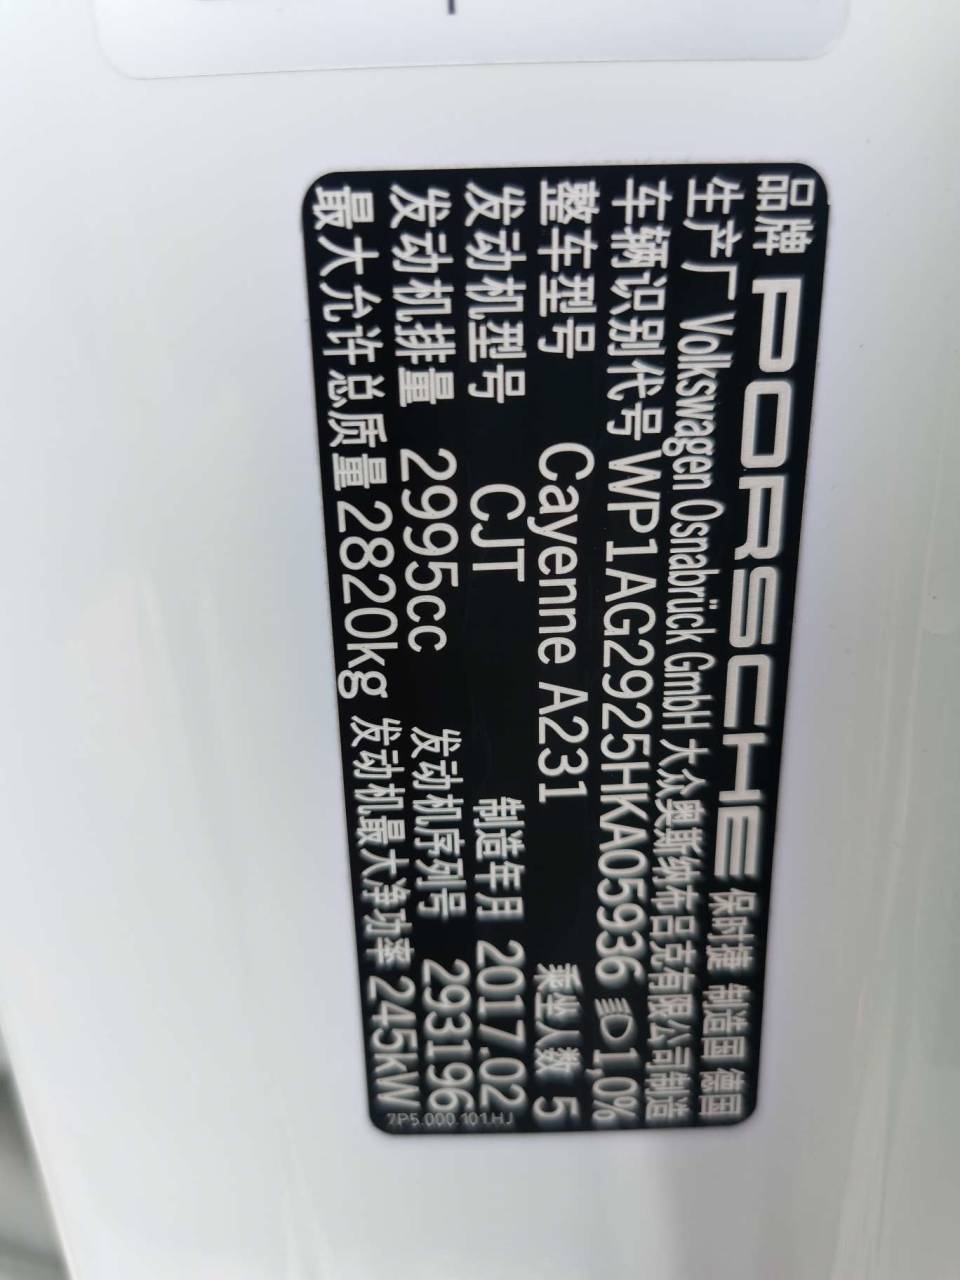 品牌 PORSCHE 保时捷 制造国 德国
生产厂 Volkswagen Osnabrück GmbH 大众奥斯纳布吕克有限公司制造
车辆识别代号 WP1AG2925HKA05936 1,0%
整车型号 Cayenne A231 乘坐人数 5
发动机型号 CJT 制造年月 2017.02
发动机排量 2995cc 发动机序列号 293196
最大允许总质量 2820kg 发动机最大净功率 245kW
7P5.000.101.HJ